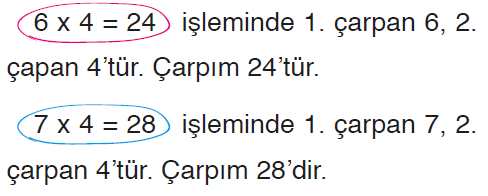 6 x 4 = 24 işleminde 1. çarpan 6, 2.
çapan 4’tür. Çarpım 24’tür.
7 x 4 = 28 işleminde 1. çarpan 7, 2.
çarpan 4’tür. Çarpım 28’dir.